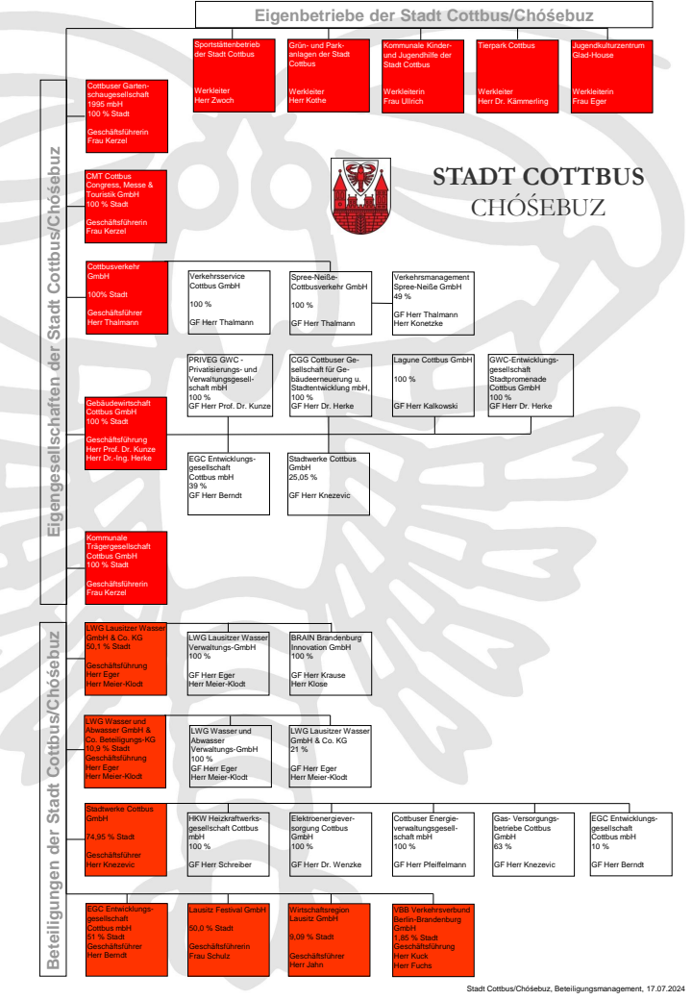 Eigenbetriebe der Stadt Cottbus/Chóśebuz
Sportstättenbetrieb
der Stadt Cottbus
Werkleiter
Herr Zwoch
Grün- und Park-
anlagen der Stadt
Cottbus
Werkleiter
Herr Kothe
Kommunale Kinder-
und Jugendhilfe der
Stadt Cottbus
Werkleiterin
Frau Ullrich
Tierpark Cottbus
Werkleiter
Herr Dr. Kämmerling
Jugendkulturzentrum
Glad-House
Werkleiterin
Frau Eger
Eigengesellschaften der Stadt Cottbus/Chóśebuz
Cottbuser Garten-
schaugesellschaft
1995 mbH
100 % Stadt
Geschäftsführerin
Frau Kerzel
STADT COTTBUS
CHÓŚEBUZ
CMT Cottbus
Congress, Messe &
Touristik GmbH
100 % Stadt
Geschäftsführerin
Frau Kerzel
Cottbusverkehr
GmbH
100% Stadt
Geschäftsführer
Herr Thalmann
Verkehrsservice
Cottbus GmbH
100 %
GF Herr Thalmann
Spree-Neiße-
Cottbusverkehr GmbH
100 %
GF Herr Thalmann
Verkehrsmanagement
Spree-Neiße GmbH
49 %
GF Herr Thalmann
Herr Konetzke
Gebäudewirtschaft
Cottbus GmbH
100 % Stadt
Geschäftsführung
Herr Prof. Dr. Kunze
Herr Dr.-Ing. Herke
PRIVEG GWC -
Privatisierungs- und
Verwaltungsgesell-
schaft mbH
100 %
GF Herr Prof. Dr. Kunze
CGG Cottbuser Ge-
sellschaft für Ge-
bäudeerneuerung u.
Stadtentwicklung mbH,
100 %
GF Herr Dr. Herke
Lagune Cottbus GmbH
100 %
GF Herr Kalkowski
GWC-Entwicklungs-
gesellschaft
Stadtpromenade
Cottbus GmbH
100 %
GF Herr Dr. Herke
EGC Entwicklungs-
gesellschaft
Cottbus mbH
39 %
GF Herr Berndt
Stadtwerke Cottbus
GmbH
25,05 %
GF Herr Knezevic
Kommunale
Trägergesellschaft
Cottbus GmbH
100 % Stadt
Geschäftsführerin
Frau Kerzel
Beteiligungen der Stadt Cottbus/Chóśebuz
LWG Lausitzer Wasser
GmbH & Co. KG
50,1 % Stadt
Geschäftsführung
Herr Eger
Herr Meier-Klodt
LWG Lausitzer Wasser
Verwaltungs-GmbH
100 %
GF Herr Eger
Herr Meier-Klodt
BRAIN Brandenburg
Innovation GmbH
100 %
GF Herr Krause
Herr Klose
LWG Wasser und
Abwasser GmbH &
Co. Beteiligungs-KG
10,9 % Stadt
Geschäftsführung
Herr Eger
Herr Meier-Klodt
LWG Wasser und
Abwasser
Verwaltungs-GmbH
100 %
GF Herr Eger
Herr Meier-Klodt
LWG Lausitzer Wasser
GmbH & Co. KG
21 %
GF Herr Eger
Herr Meier-Klodt
Stadtwerke Cottbus
GmbH
74,95 % Stadt
Geschäftsführer
Herr Knezevic
HKW Heizkraftwerks-
gesellschaft Cottbus
mbH
100 %
GF Herr Schreiber
Elektroenergiever-
sorgung Cottbus
GmbH
100 %
GF Herr Dr. Wenzke
Cottbuser Energie-
verwaltungsgesell-
schaft mbH
100 %
GF Herr Pfeiffelmann
Gas- Versorgungs-
betriebe Cottbus
GmbH
63 %
GF Herr Knezevic
EGC Entwicklungs-
gesellschaft
Cottbus mbH
10 %
GF Herr Berndt
EGC Entwicklungs-
gesellschaft
Cottbus mbH
51 % Stadt
Geschäftsführer
Herr Berndt
Lausitz Festival GmbH
50,0 % Stadt
Geschäftsführerin
Frau Schulz
Wirtschaftsregion
Lausitz GmbH
9,09 % Stadt
Geschäftsführer
Herr Jahn
VBB Verkehrsverbund
Berlin-Brandenburg
GmbH
1,85 % Stadt
Geschäftsführung
Herr Kuck
Herr Fuchs
Stadt Cottbus/Chóśebuz, Beteiligungsmanagement, 17.07.2024